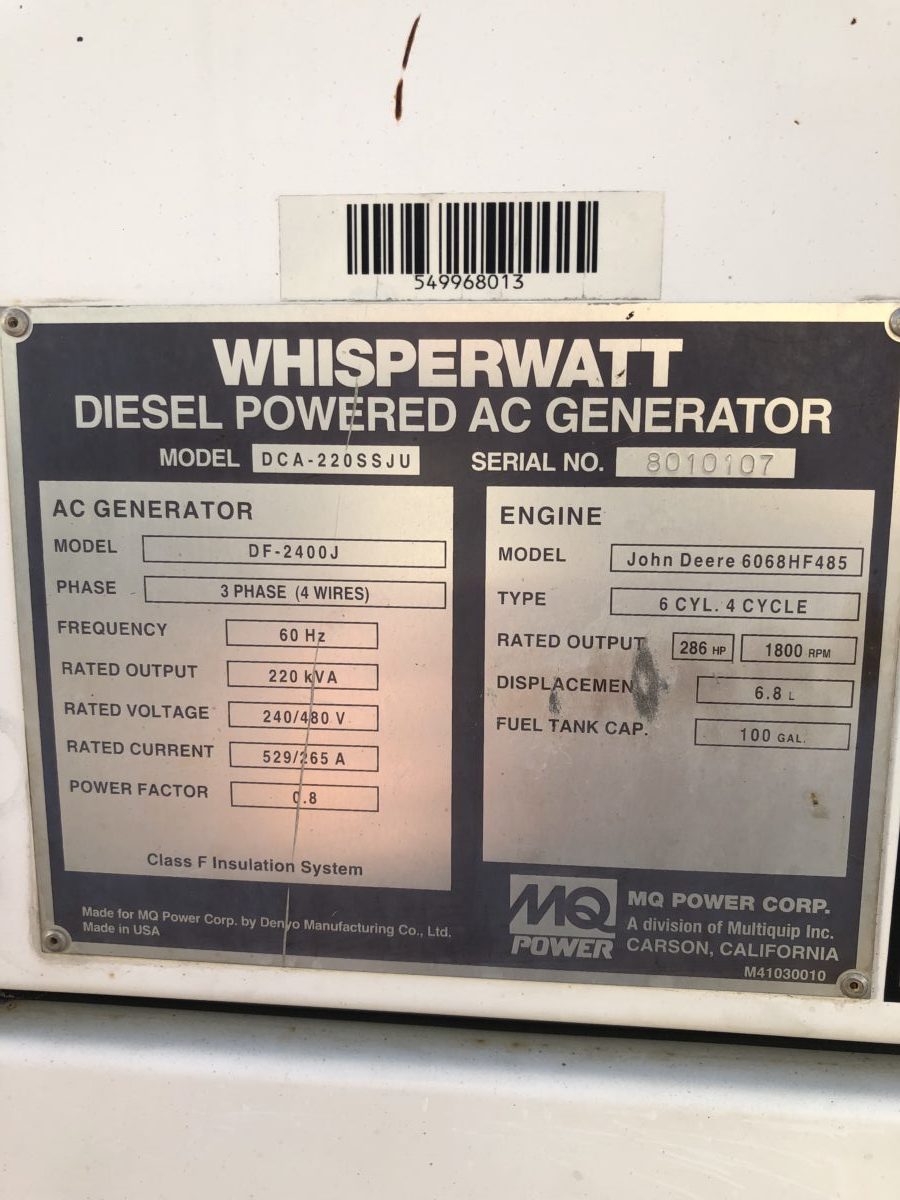 549968013
WHISPERWATT
DIESEL POWERED AC GENERATOR
MODEL DCA-220SSJU SERIAL NO. 8010107
AC GENERATOR
MODEL DF-2400J
PHASE 3 PHASE (4 WIRES)
FREQUENCY 60 Hz
RATED OUTPUT 220 kVA
RATED VOLTAGE 240/480 V
RATED CURRENT 529/265 A
POWER FACTOR 0.8
Class F Insulation System
ENGINE
MODEL John Deere 6068HF485
TYPE 6 CYL. 4 CYCLE
RATED OUTPUT 286 HP 1800 RPM
DISPLACEMENT 6.8 L
FUEL TANK CAP. 100 GAL.
Made for MQ Power Corp. by Denyo Manufacturing Co., Ltd.
Made in USA
MQ
POWER
MQ POWER CORP.
A division of Multiquip Inc.
CARSON, CALIFORNIA
M41030010